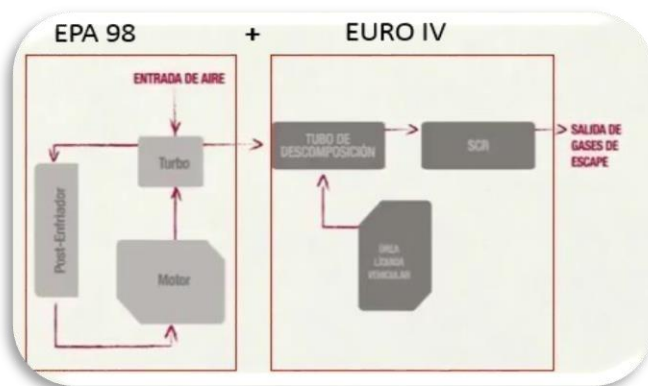 EPA 98 + EURO IV
ENTRADA DE AIRE
Turbo
Post-Enfriador
Motor
TUBO DE
DESCOMPOSICIÓN
SCR
SALIDA DE
GASES DE
ESCAPE
UREA
LÍQUIDA
VEHICULAR